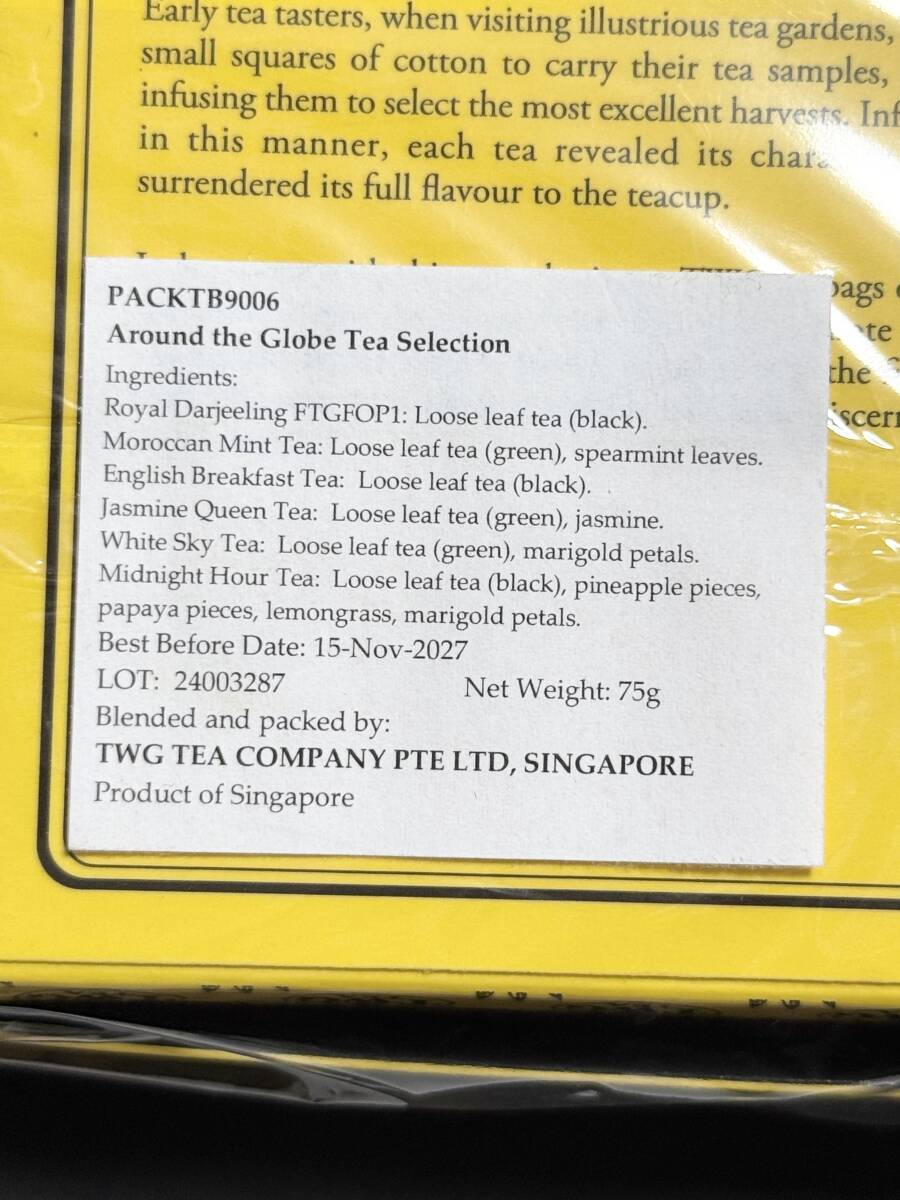 Early tea tasters, when visiting illustrious tea gardens,
small squares of cotton to carry their tea samples,
infusing them to select the most excellent harvests.
in this manner, each tea revealed its
surrendered its full flavour to the teacup.
PACKTB9006
Around the Globe Tea Selection
Ingredients:
Royal Darjeeling FTGFOP1: Loose leaf tea (black).
Moroccan Mint Tea: Loose leaf tea (green), spearmint leaves.
English Breakfast Tea: Loose leaf tea (black).
Jasmine Queen Tea: Loose leaf tea (green), jasmine.
White Sky Tea: Loose leaf tea (green), marigold petals.
Midnight Hour Tea: Loose leaf tea (black), pineapple pieces,
papaya pieces, lemongrass, marigold petals.
Best Before Date: 15-Nov-2027
LOT: 24003287 Net Weight: 75g
Blended and packed by:
TWG TEA COMPANY PTE LTD, SINGAPORE
Product of Singapore
the